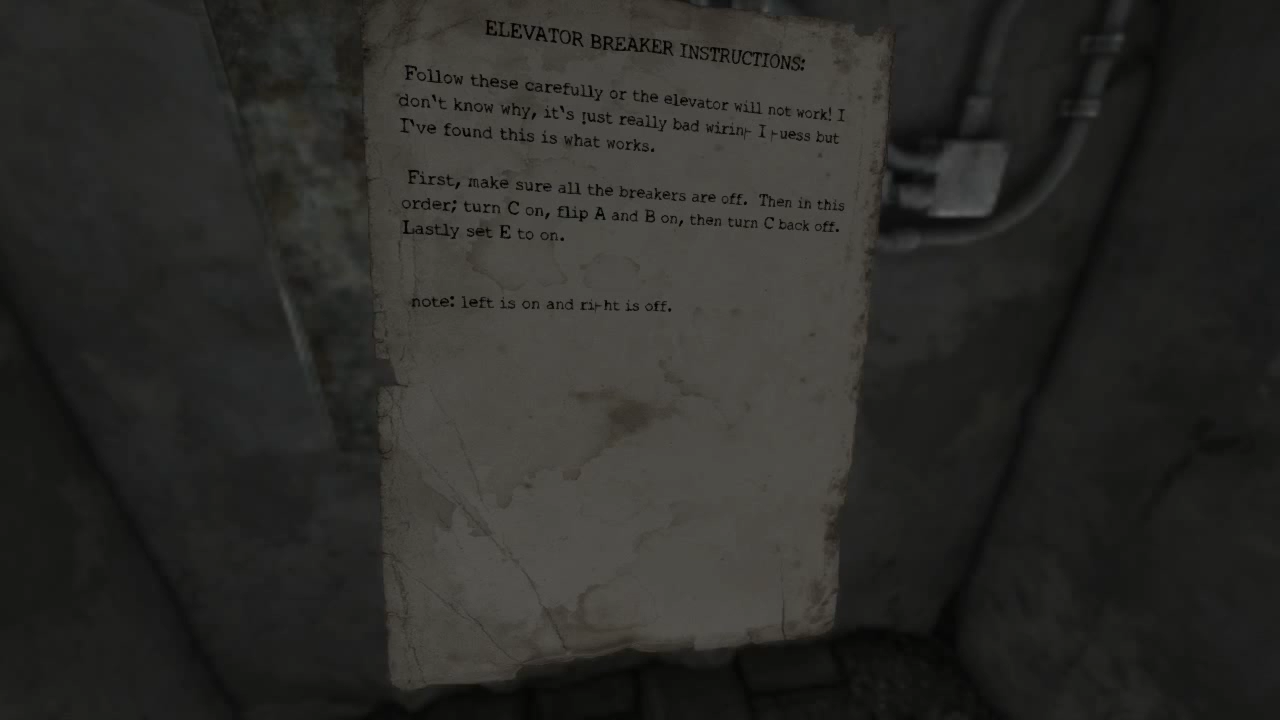 ELEVATOR BREAKER INSTRUCTIONS:
Follow these carefully or the elevator will not work! I
don't know why, it's just really bad wiring I guess but
I've found this is what works.
First, make sure all the breakers are off. Then in this
order; turn C on, flip A and B on, then turn C back off.
Lastly set E to on.
note: left is on and right is off.